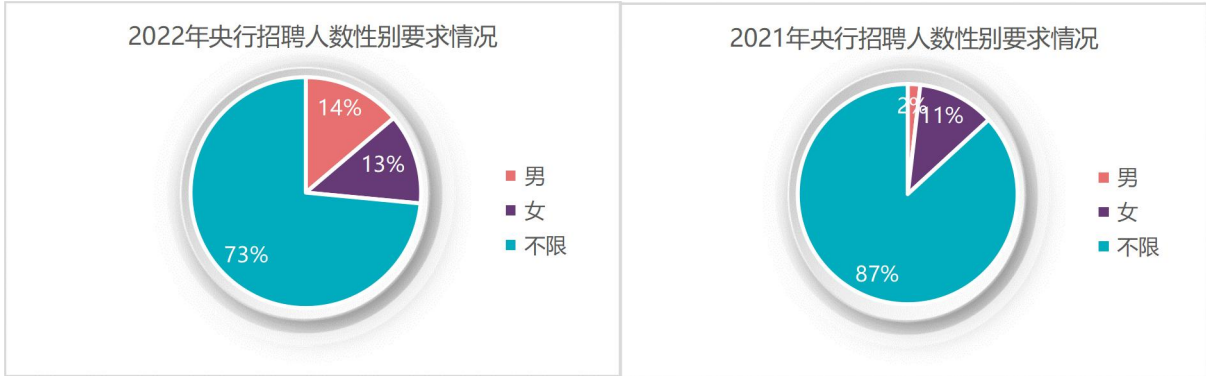 2022年央行招聘人数性别要求情况
14%
13%
73%
男
女
不限
2021年央行招聘人数性别要求情况
2%
11%
87%
男
女
不限